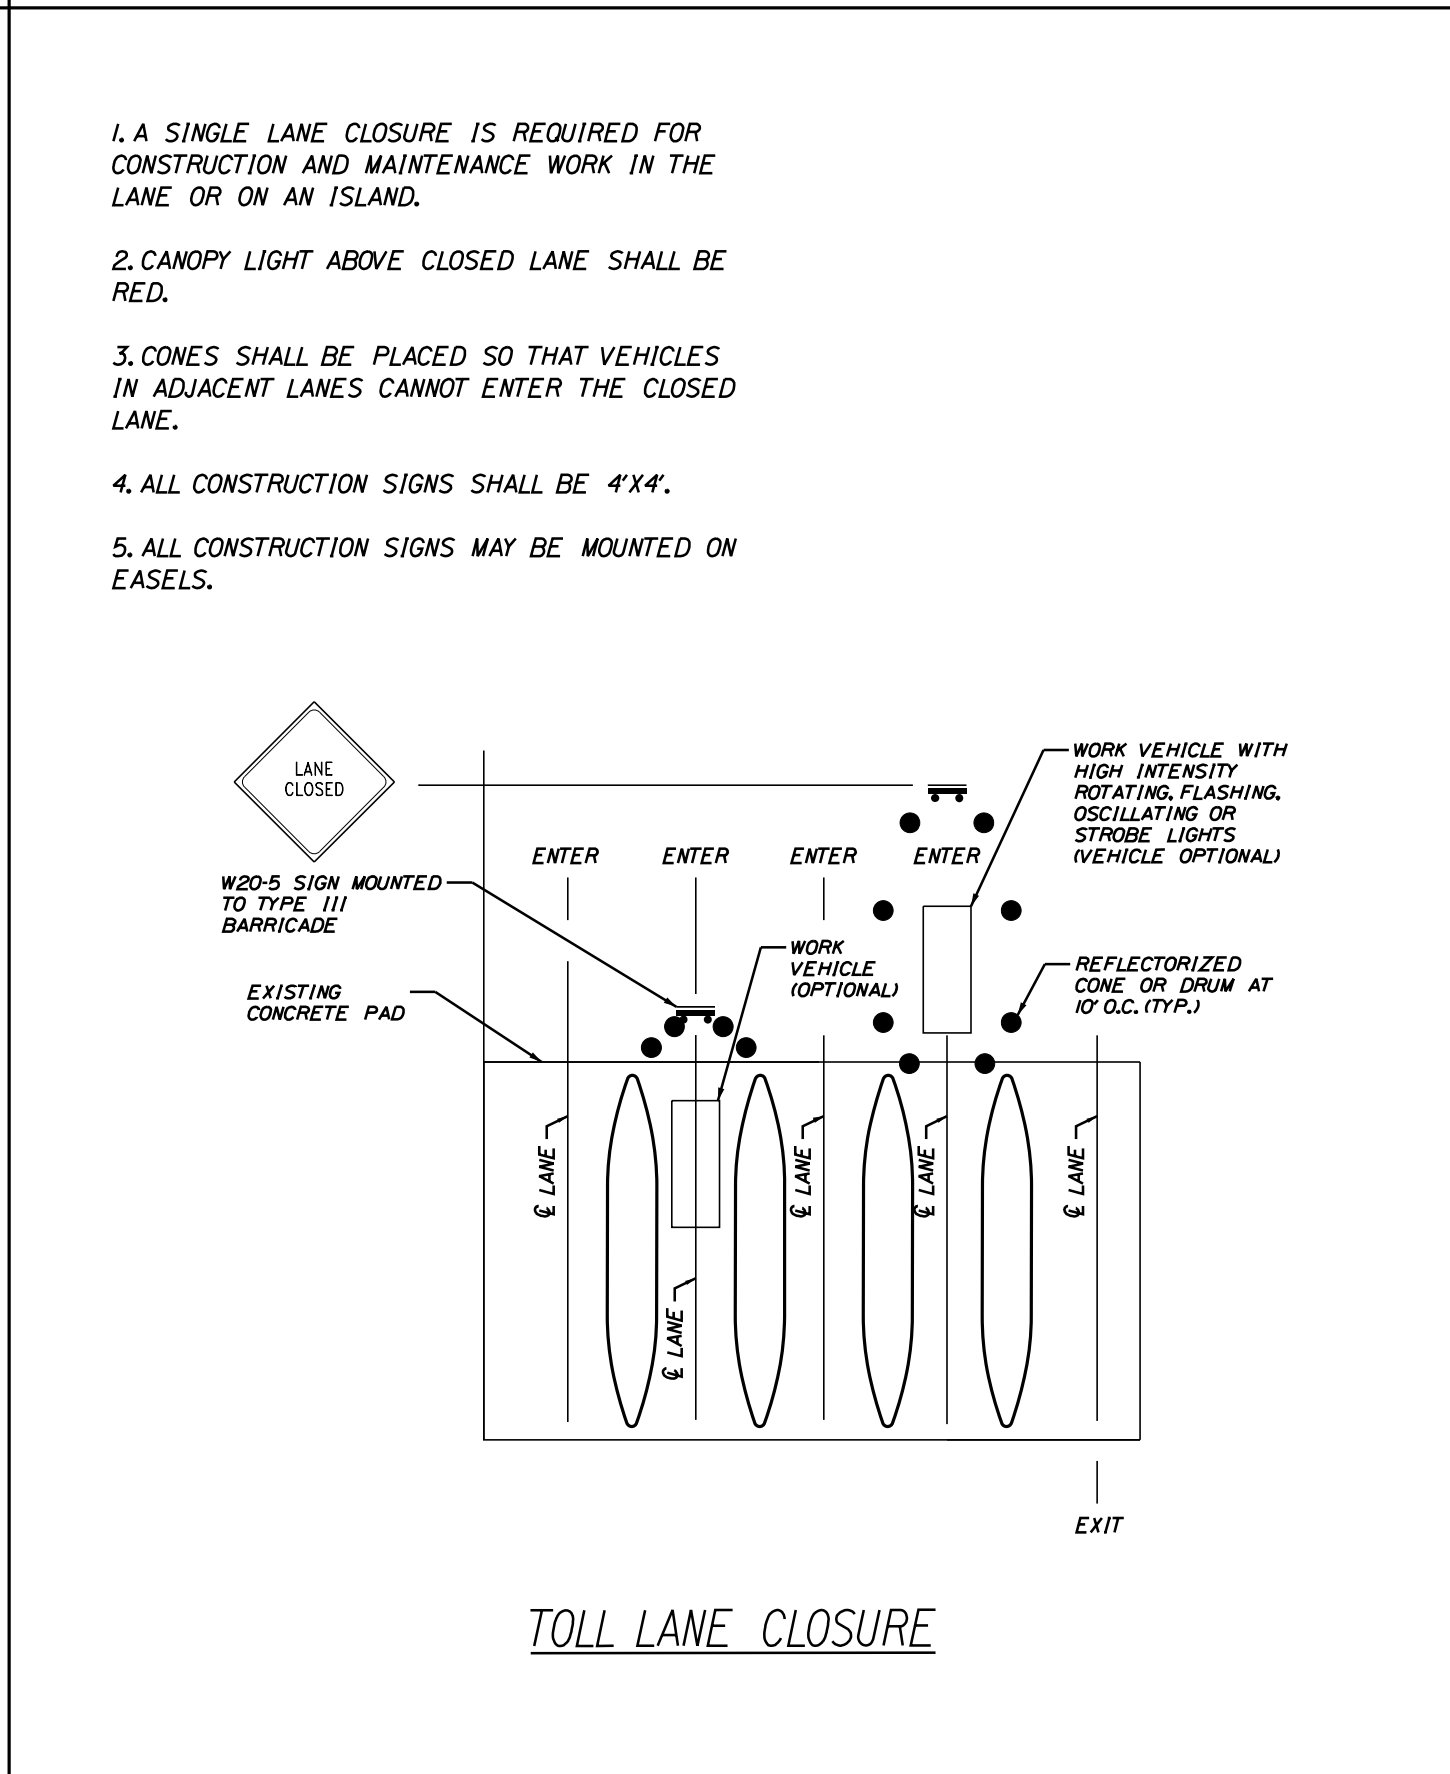 1. A SINGLE LANE CLOSURE IS REQUIRED FOR
CONSTRUCTION AND MAINTENANCE WORK IN THE
LANE OR ON AN ISLAND.
2. CANOPY LIGHT ABOVE CLOSED LANE SHALL BE
RED.
3. CONES SHALL BE PLACED SO THAT VEHICLES
IN ADJACENT LANES CANNOT ENTER THE CLOSED
LANE.
4. ALL CONSTRUCTION SIGNS SHALL BE 4'X4'.
5. ALL CONSTRUCTION SIGNS MAY BE MOUNTED ON
EASELS.
LANE
CLOSED
WORK VEHICLE WITH
HIGH INTENSITY
ROTATING, FLASHING,
OSCILLATING OR
STROBE LIGHTS
(VEHICLE OPTIONAL)
ENTER
ENTER
ENTER
ENTER
W20-5 SIGN MOUNTED
TO TYPE III
BARRICADE
WORK
VEHICLE
(OPTIONAL)
REFLECTORIZED
CONE OR DRUM AT
10' O.C. (TYP.)
EXISTING
CONCRETE PAD
℄ LANE
℄ LANE
℄ LANE
℄ LANE
℄ LANE
EXIT
TOLL LANE CLOSURE